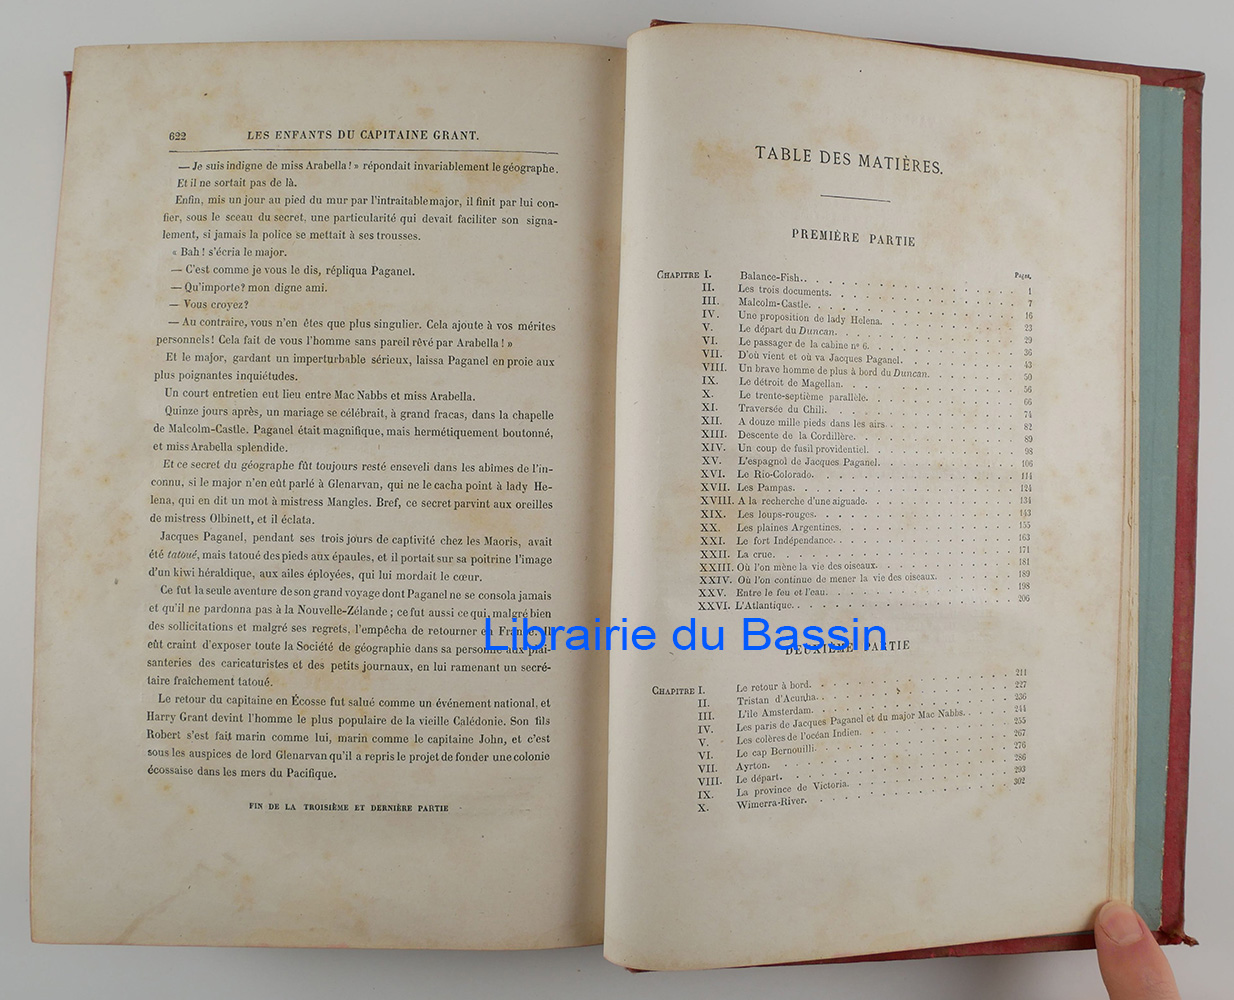 622 LES ENFANTS DU CAPITAINE GRANT.
— Je suis indigne de miss Arabella ! » répondait invariablement le géographe.
Et il ne sortait pas de là.
Enfin, mis un jour au pied du mur par l'intraitable major, il finit par lui con-
fier, sous le sceau du secret, une particularité qui devait faciliter son signa-
lement, si jamais la police se mettait à ses trousses.
« Bah ! s'écria le major.
— C'est comme je vous le dis, répliqua Paganel.
— Qu'importe? mon digne ami.
— Vous croyez?
— Au contraire, vous n'en êtes que plus singulier. Cela ajoute à vos mérites
personnels! Cela fait de vous l'homme sans pareil rêvé par Arabella ! »
Et le major, gardant un imperturbable sérieux, laissa Paganel en proie aux
plus poignantes inquiétudes.
Un court entretien eut lieu entre Mac Nabbs et miss Arabella.
Quinze jours après, un mariage se célébrait, à grand fracas, dans la chapelle
de Malcolm-Castle. Paganel était magnifique, mais hermétiquement boutonné,
et miss Arabella splendide.
Et ce secret du géographe fût toujours resté enseveli dans les abîmes de l'in-
connu, si le major n'en eût parlé à Glenarvan, qui ne le cacha point à lady He-
lena, qui en dit un mot à mistress Mangles. Bref, ce secret parvint aux oreilles
de mistress Olbinett, et il éclata.
Jacques Paganel, pendant ses trois jours de captivité chez les Maoris, avait
été tatoué, mais tatoué des pieds aux épaules, et il portait sur sa poitrine l'image
d'un kiwi héraldique, aux ailes éployées, qui lui mordait le cœur.
Ce fut la seule aventure de son grand voyage dont Paganel ne se consola jamais
et qu'il ne pardonna pas à la Nouvelle-Zélande ; ce fut aussi ce qui, malgré bien
des sollicitations et malgré ses regrets, l'empêcha de retourner en France. Il
eût craint d'exposer toute la Société de géographie dans sa personne aux plai-
santeries des caricaturistes et des petits journaux, en lui ramenant un secré-
taire fraîchement tatoué.
Le retour du capitaine en Écosse fut salué comme un événement national, et
Harry Grant devint l'homme le plus populaire de la vieille Calédonie. Son fils
Robert s'est fait marin comme lui, marin comme le capitaine John, et c'est
sous les auspices de lord Glenarvan qu'il a repris le projet de fonder une colonie
écossaise dans les mers du Pacifique.
FIN DE LA TROISIÈME ET DERNIÈRE PARTIE
TABLE DES MATIÈRES.
PREMIÈRE PARTIE
Pages.
CHAPITRE I. Balance-Fish. 1
II. Les trois documents. 7
III. Malcolm-Castle. 16
IV. Une proposition de lady Helena. 23
V. Le départ du Duncan. 29
VI. Le passager de la cabine nº 6. 36
VII. D'où vient et où va Jacques Paganel. 43
VIII. Un brave homme de plus à bord du Duncan. 50
IX. Le détroit de Magellan. 56
X. Le trente-septième parallèle. 66
XI. Traversée du Chili. 74
XII. A douze mille pieds dans les airs. 82
XIII. Descente de la Cordillère. 89
XIV. Un coup de fusil providentiel. 98
XV. L'espagnol de Jacques Paganel. 106
XVI. Le Rio-Colorado. 114
XVII. Les Pampas. 124
XVIII. A la recherche d'une aiguade. 134
XIX. Les loups-rouges. 143
XX. Les plaines Argentines. 155
XXI. Le fort Indépendance. 163
XXII. La crue. 171
XXIII. Où l'on mène la vie des oiseaux. 181
XXIV. Où l'on continue de mener la vie des oiseaux. 189
XXV. Entre le feu et l'eau. 198
XXVI. L'Atlantique. 206
Librairie du Bassin
DEUXIÈME PARTIE
CHAPITRE I. Le retour à bord. 211
II. Tristan d'Acunha. 227
III. L'île Amsterdam. 236
IV. Les paris de Jacques Paganel et du major Mac Nabbs. 244
V. Les colères de l'océan Indien. 255
VI. Le cap Bernouilli. 267
VII. Ayrton. 276
VIII. Le départ. 286
IX. La province de Victoria. 293
X. Wimerra-River. 302